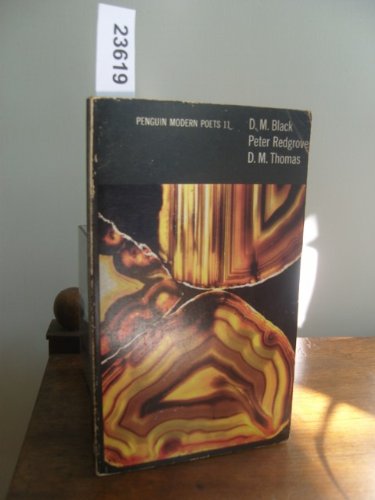 23619
PENGUIN MODERN POETS 11
D. M. Black
Peter Redgrove
D. M. Thomas